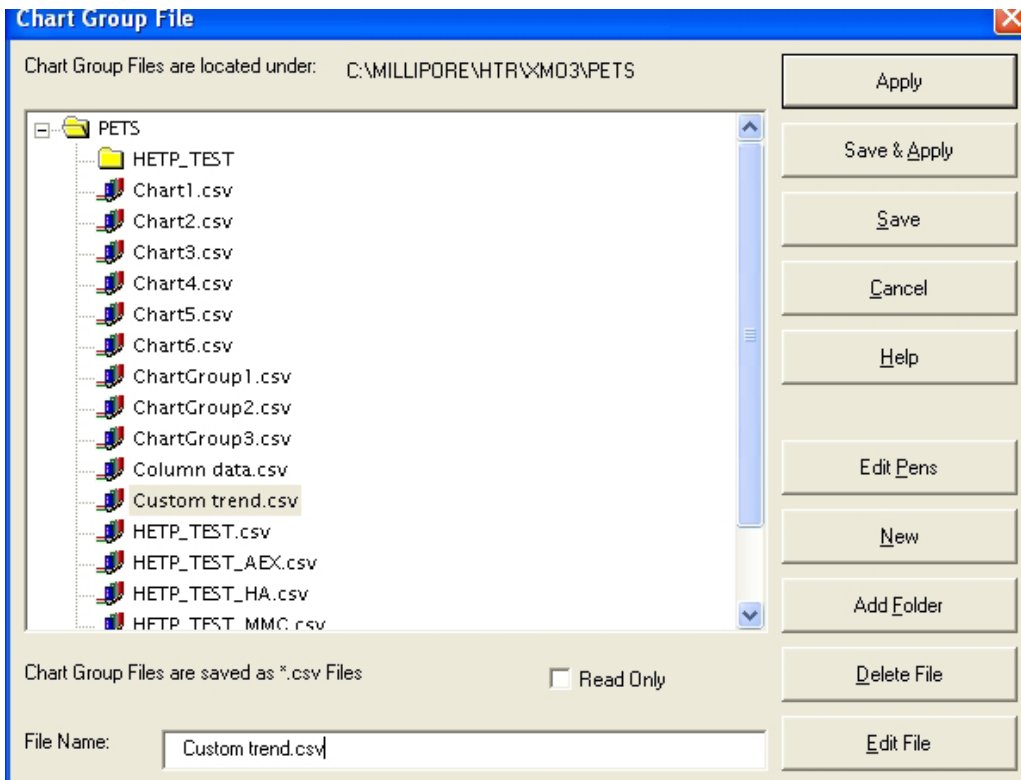 Chart Group File
Chart Group Files are located under: C:\MILLIPORE\HTR\XMO3\PETS
PETS
HETP_TEST
Chart1.csv
Chart2.csv
Chart3.csv
Chart4.csv
Chart5.csv
Chart6.csv
ChartGroup1.csv
ChartGroup2.csv
ChartGroup3.csv
Column data.csv
Custom trend.csv
HETP_TEST.csv
HETP_TEST_AEX.csv
HETP_TEST_HA.csv
HETP_TEST_MMC.csv
Chart Group Files are saved as *.csv Files
Read Only
File Name: Custom trend.csv
Apply
Save & Apply
Save
Cancel
Help
Edit Pens
New
Add Folder
Delete File
Edit File